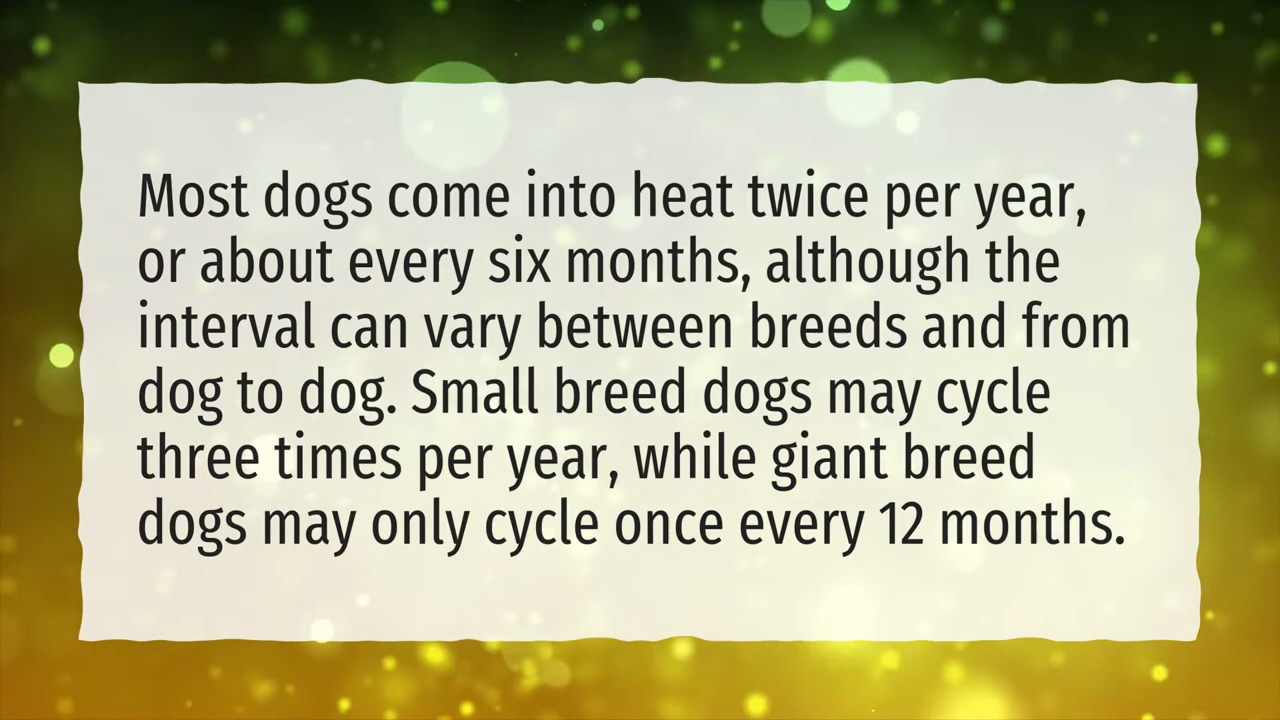 Most dogs come into heat twice per year,
or about every six months, although the
interval can vary between breeds and from
dog to dog. Small breed dogs may cycle
three times per year, while giant breed
dogs may only cycle once every 12 months.